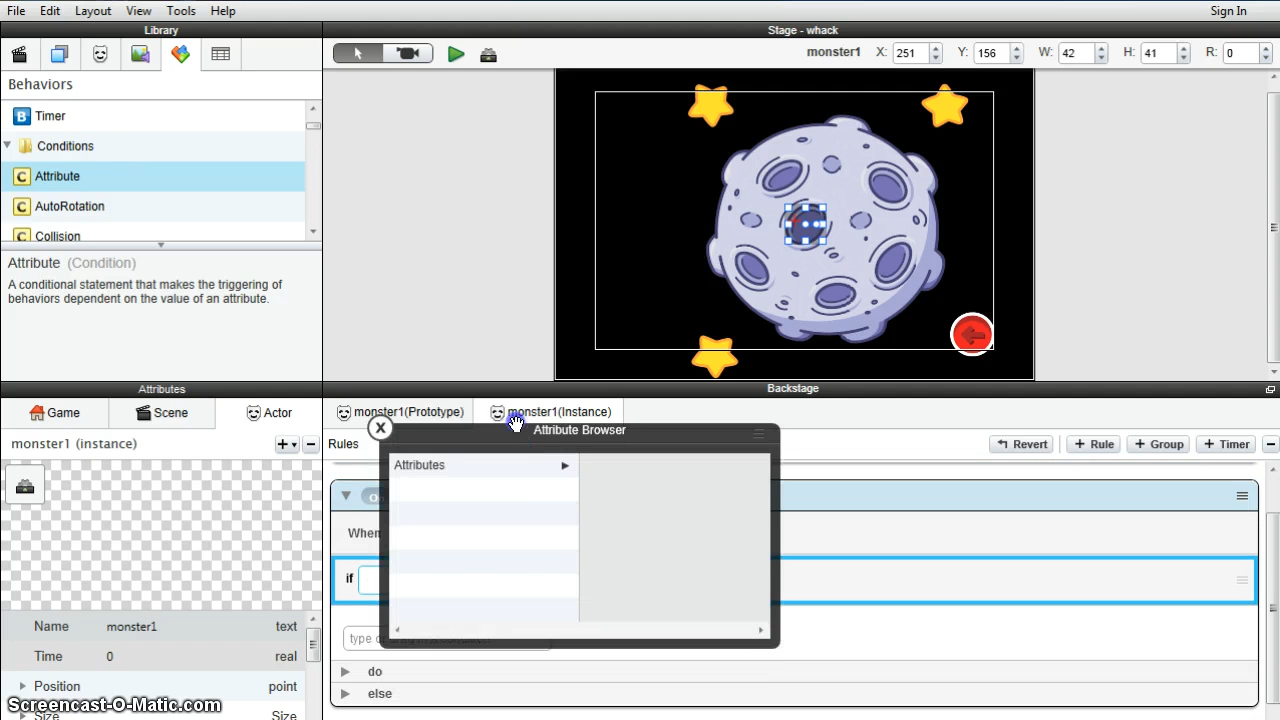 File Edit Layout View Tools Help Sign In
Library
Stage - whack
monster1 X: 251 Y: 156 W: 42 H: 41 R: 0
Behaviors
B Timer
Conditions
C Attribute
C AutoRotation
C Collision
Attribute (Condition)
A conditional statement that makes the triggering of
behaviors dependent on the value of an attribute.
Attributes
Backstage
Game Scene Actor
monster1(Prototype) monster1(Instance)
monster1 (instance)
Rules
Revert + Rule + Group + Timer
X Attribute Browser
Attributes
When
if
do
else
Name monster1 text
Time 0 real
Position point
Size Size
Screencast-O-Matic.com